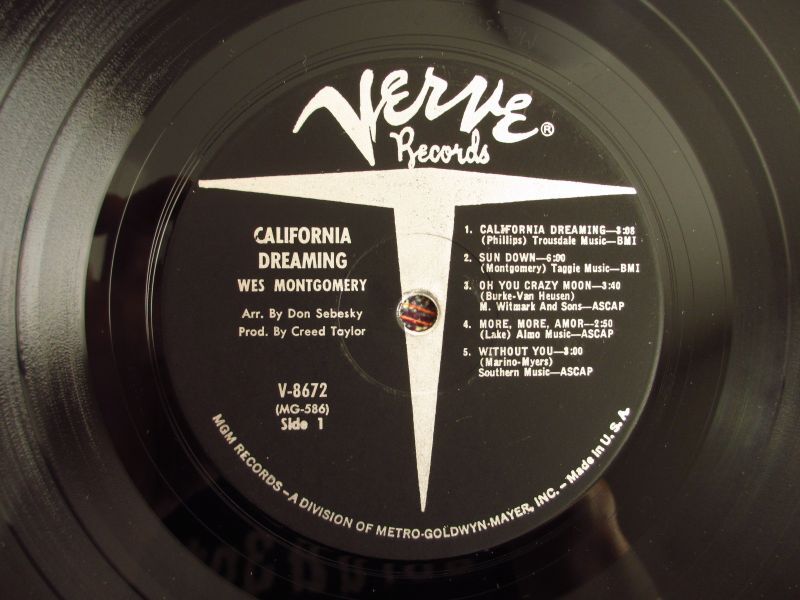 Verve®
Records
CALIFORNIA
DREAMING
WES MONTGOMERY
Arr. By Don Sebesky
Prod. By Creed Taylor
V-8672
(MG-586)
Side 1
1. CALIFORNIA DREAMING—3:08
(Phillips) Trousdale Music—BMI
2. SUN DOWN—6:00
(Montgomery) Taggie Music—BMI
3. OH YOU CRAZY MOON—3:40
(Burke-Van Heusen)
M. Witmark And Sons—ASCAP
4. MORE, MORE, AMOR—2:50
(Lake) Almo Music—ASCAP
5. WITHOUT YOU—3:00
(Marino-Myers)
Southern Music—ASCAP
MGM RECORDS – A DIVISION OF METRO-GOLDWYN-MAYER, INC. – Made in U.S.A.